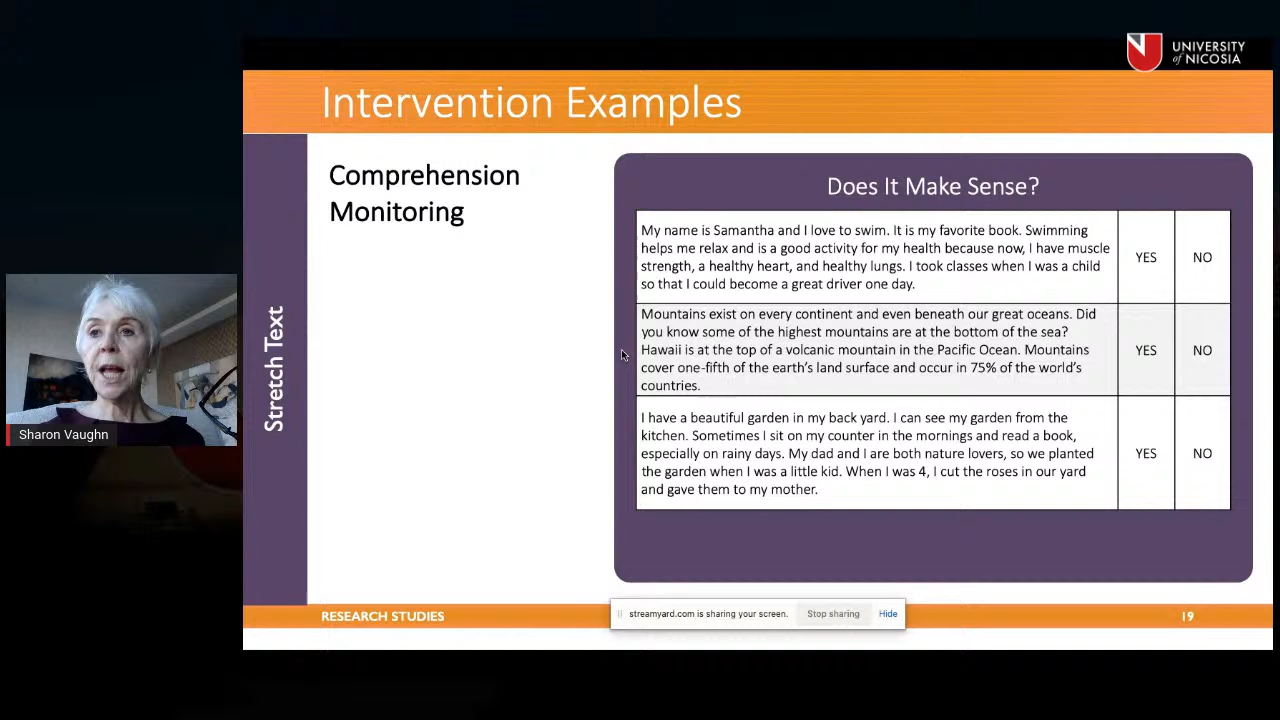 UNIVERSITY
of NICOSIA
Intervention Examples
Stretch Text
Comprehension
Monitoring
Does It Make Sense?
My name is Samantha and I love to swim. It is my favorite book. Swimming
helps me relax and is a good activity for my health because now, I have muscle
strength, a healthy heart, and healthy lungs. I took classes when I was a child
so that I could become a great driver one day.
YES
NO
Mountains exist on every continent and even beneath our great oceans. Did
you know some of the highest mountains are at the bottom of the sea?
Hawaii is at the top of a volcanic mountain in the Pacific Ocean. Mountains
cover one-fifth of the earth's land surface and occur in 75% of the world's
countries.
YES
NO
I have a beautiful garden in my back yard. I can see my garden from the
kitchen. Sometimes I sit on my counter in the mornings and read a book,
especially on rainy days. My dad and I are both nature lovers, so we planted
the garden when I was a little kid. When I was 4, I cut the roses in our yard
and gave them to my mother.
YES
NO
Sharon Vaughn
RESEARCH STUDIES
streamyard.com is sharing your screen.
Stop sharing
Hide
19